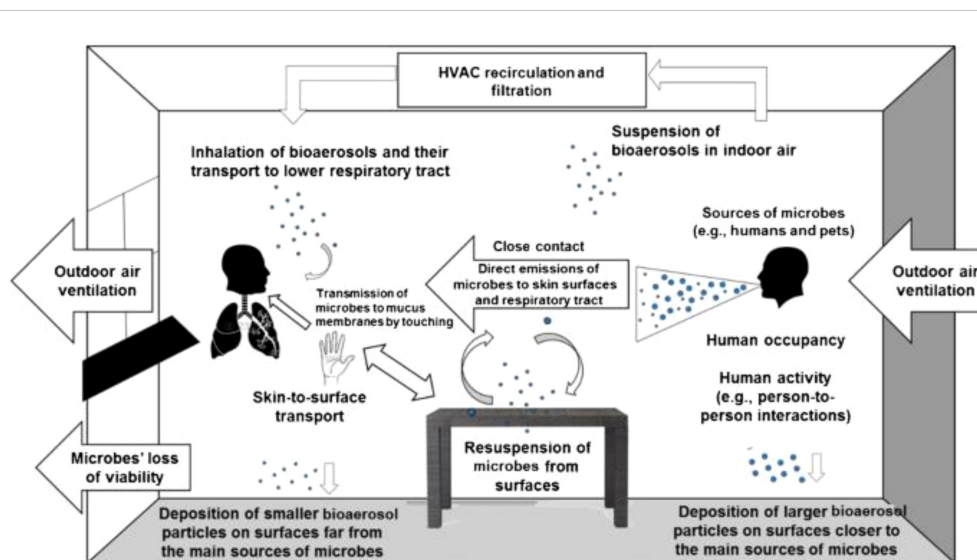 HVAC recirculation and
filtration
Suspension of
bioaerosols in indoor air
Inhalation of bioaerosols and their
transport to lower respiratory tract
Sources of microbes
(e.g., humans and pets)
Close contact
Direct emissions of
microbes to skin surfaces
and respiratory tract
Outdoor air
ventilation
Outdoor air
ventilation
Transmission of
microbes to mucus
membranes by touching
Human occupancy
Human activity
(e.g., person-to-
person interactions)
Skin-to-surface
transport
Resuspension of
microbes from
surfaces
Microbes' loss
of viability
Deposition of smaller bioaerosol
particles on surfaces far from
the main sources of microbes
Deposition of larger bioaerosol
particles on surfaces closer to
the main sources of microbes